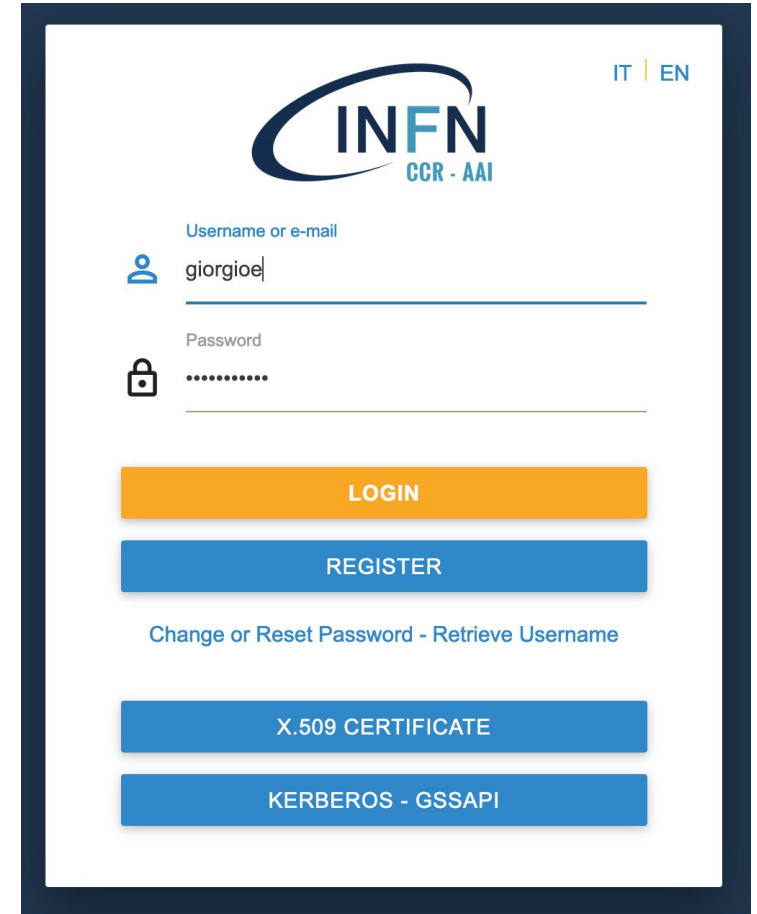 IT | EN
INFN
CCR - AAI
Username or e-mail
giorgioe
Password
•••••••••••
LOGIN
REGISTER
Change or Reset Password - Retrieve Username
X.509 CERTIFICATE
KERBEROS - GSSAPI